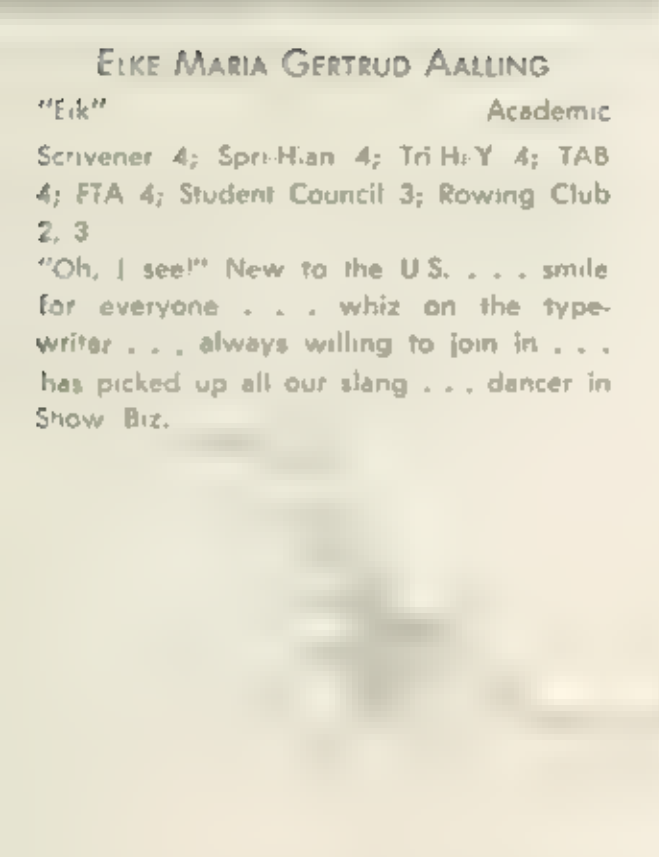 ELKE MARIA GERTRUD AALLING
"Elk" Academic
Scrivener 4; Spri-Hian 4; Tri Hi Y 4; TAB
4; FTA 4; Student Council 3; Rowing Club
2, 3
"Oh, I see!" New to the U S. . . . smile
for everyone . . . whiz on the type-
writer . . . always willing to join in . . .
has picked up all our slang . . . dancer in
Show Biz.